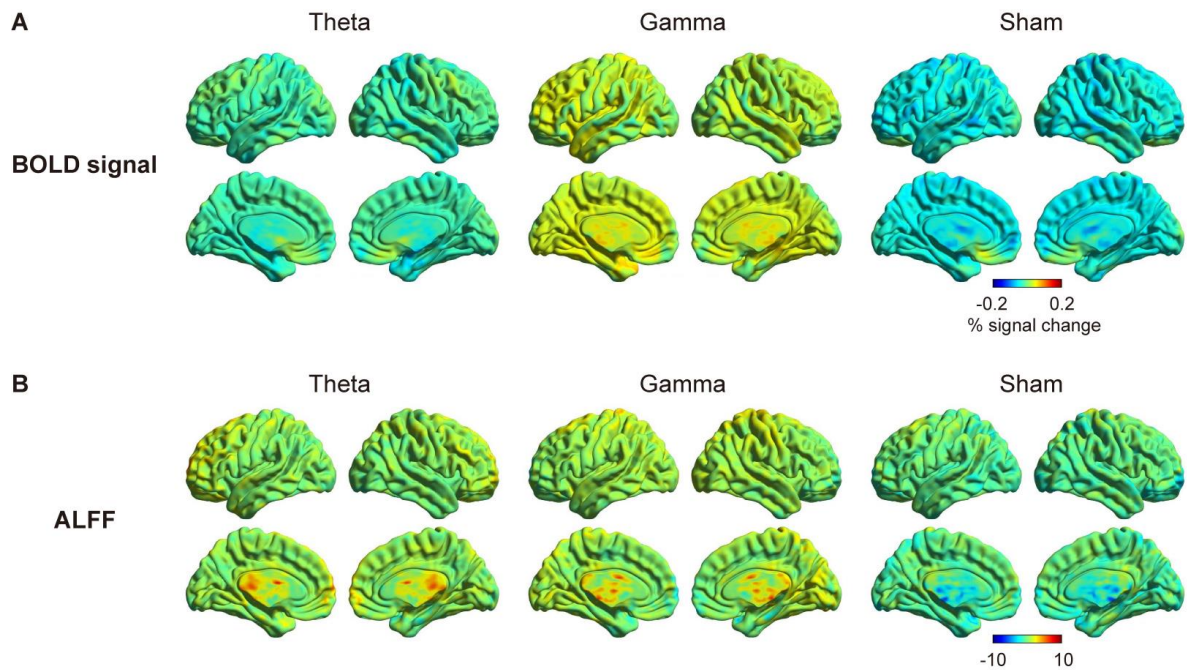 A
Theta Gamma Sham
BOLD signal
-0.2 0.2
% signal change
B
Theta Gamma Sham
ALFF
-10 10